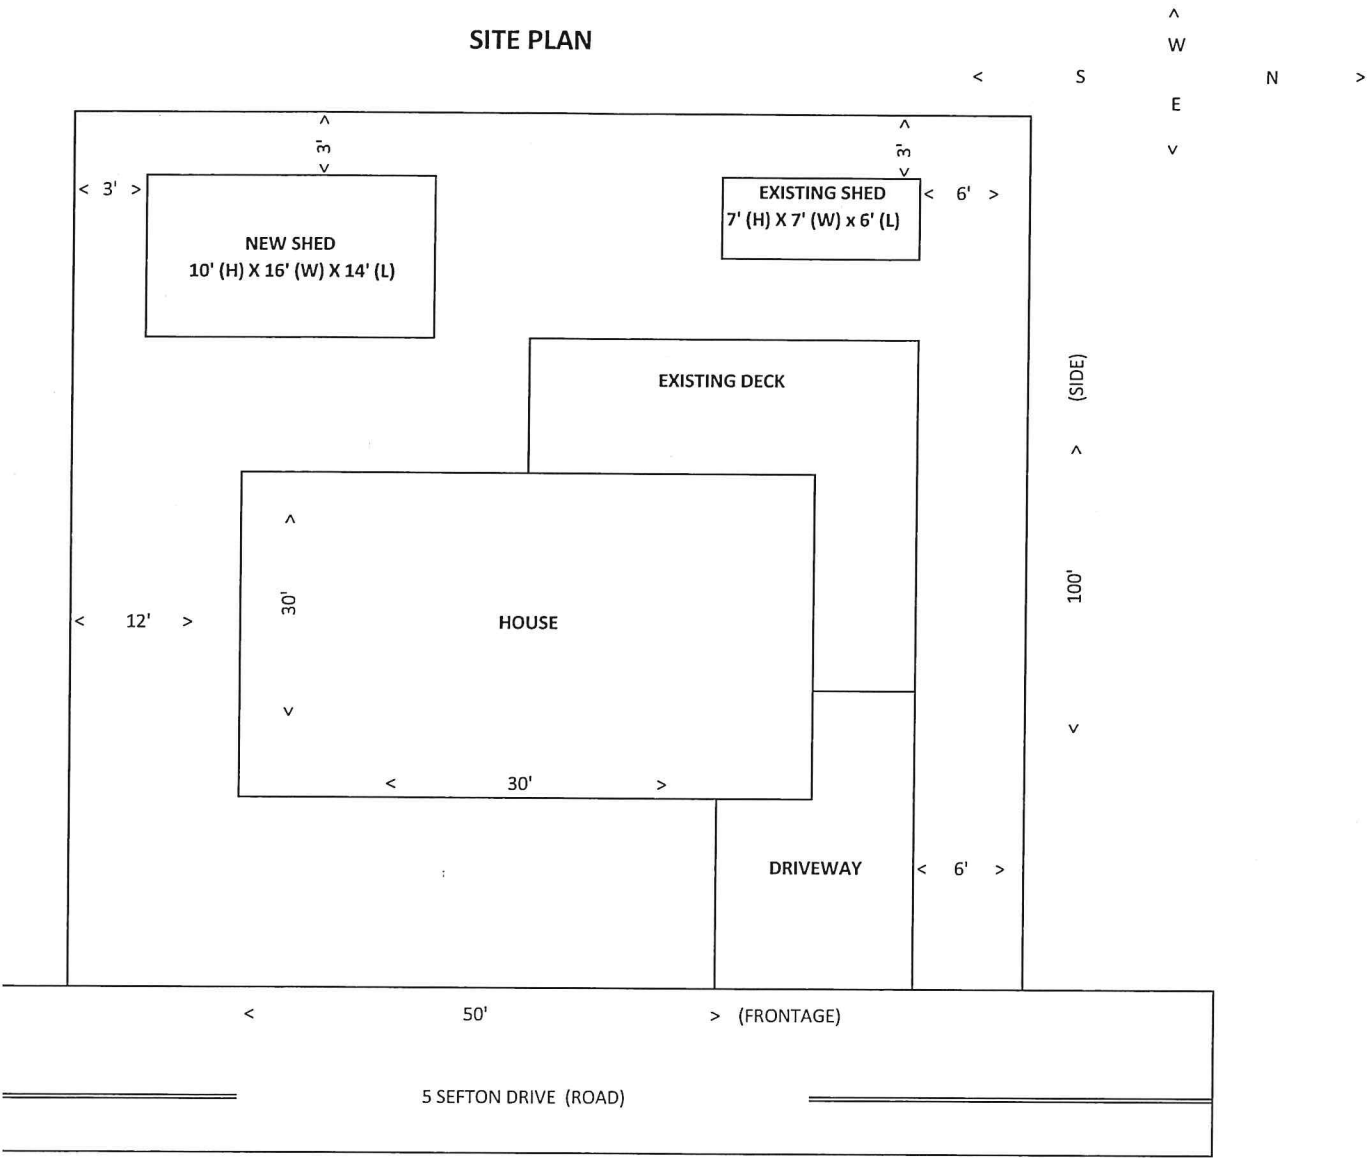 SITE PLAN
^
W
< S N >
E
v
^
3'
v
^
3'
v
< 3' >
EXISTING SHED
7' (H) X 7' (W) x 6' (L)
< 6' >
NEW SHED
10' (H) X 16' (W) X 14' (L)
EXISTING DECK
(SIDE)
^
100'
v
^
30'
v
HOUSE
< 12' >
< 30' >
DRIVEWAY
< 6' >
< 50' > (FRONTAGE)
5 SEFTON DRIVE (ROAD)